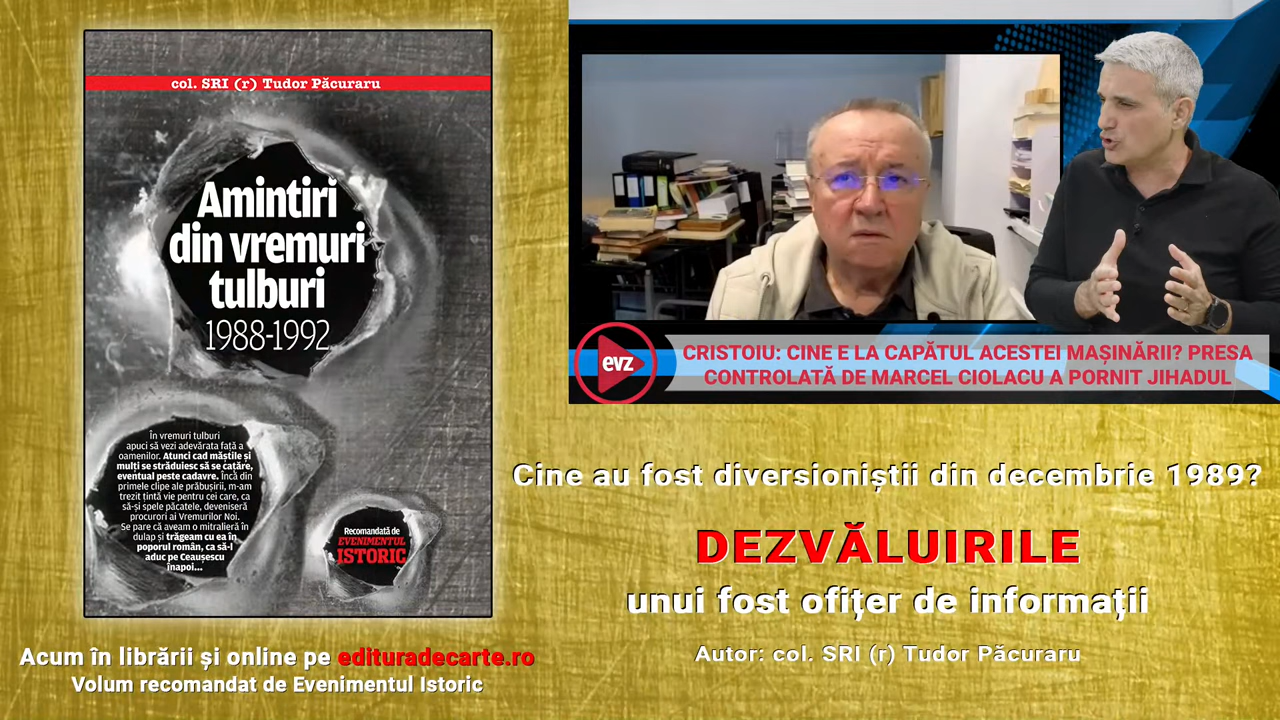 col. SRI (r) Tudor Păcuraru
Amintiri
din vremuri
tulburi
1988-1992
În vremuri tulburi
apuci să vezi adevărata față a
oamenilor. Atunci cad măștile și
mulți se străduiesc să se cațăre,
eventual peste cadavre. Încă din
primele clipe ale prăbușirii, m-am
trezit țintă vie pentru cei care, ca
să-și spele păcatele, deveniseră
procurori ai Vremurilor Noi.
Se pare că aveam o mitralieră în
dulap și trăgeam cu ea în
poporul român, ca să-l
aduc pe Ceaușescu
înapoi...
Recomandată de
EVENIMENTUL
ISTORIC
Acum în librării și online pe edituradecarte.ro
Volum recomandat de Evenimentul Istoric
evz
CRISTOIU: CINE E LA CAPĂTUL ACESTEI MAȘINĂRII? PRESA
CONTROLATĂ DE MARCEL CIOLACU A PORNIT JIHADUL
Cine au fost diversioniștii din decembrie 1989?
DEZVĂLUIRILE
unui fost ofițer de informații
Autor: col. SRI (r) Tudor Păcuraru